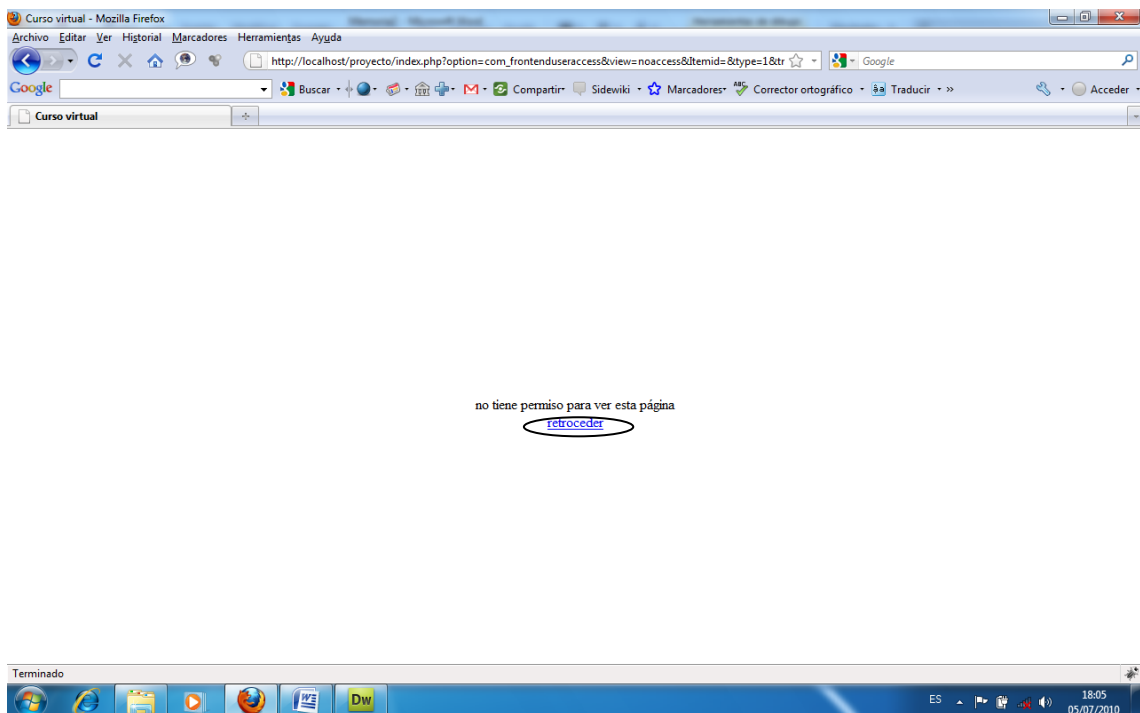 Curso virtual - Mozilla Firefox
Archivo Editar Ver Historial Marcadores Herramientas Ayuda
http://localhost/proyecto/index.php?option=com_frontenduseraccess&view=noaccess&Itemid=&type=1&tr Google
Google Buscar Compartir Sidewiki Marcadores ABC Corrector ortográfico Traducir » Acceder
Curso virtual
no tiene permiso para ver esta página
retroceder
Terminado
Dw ES 18:05
05/07/2010